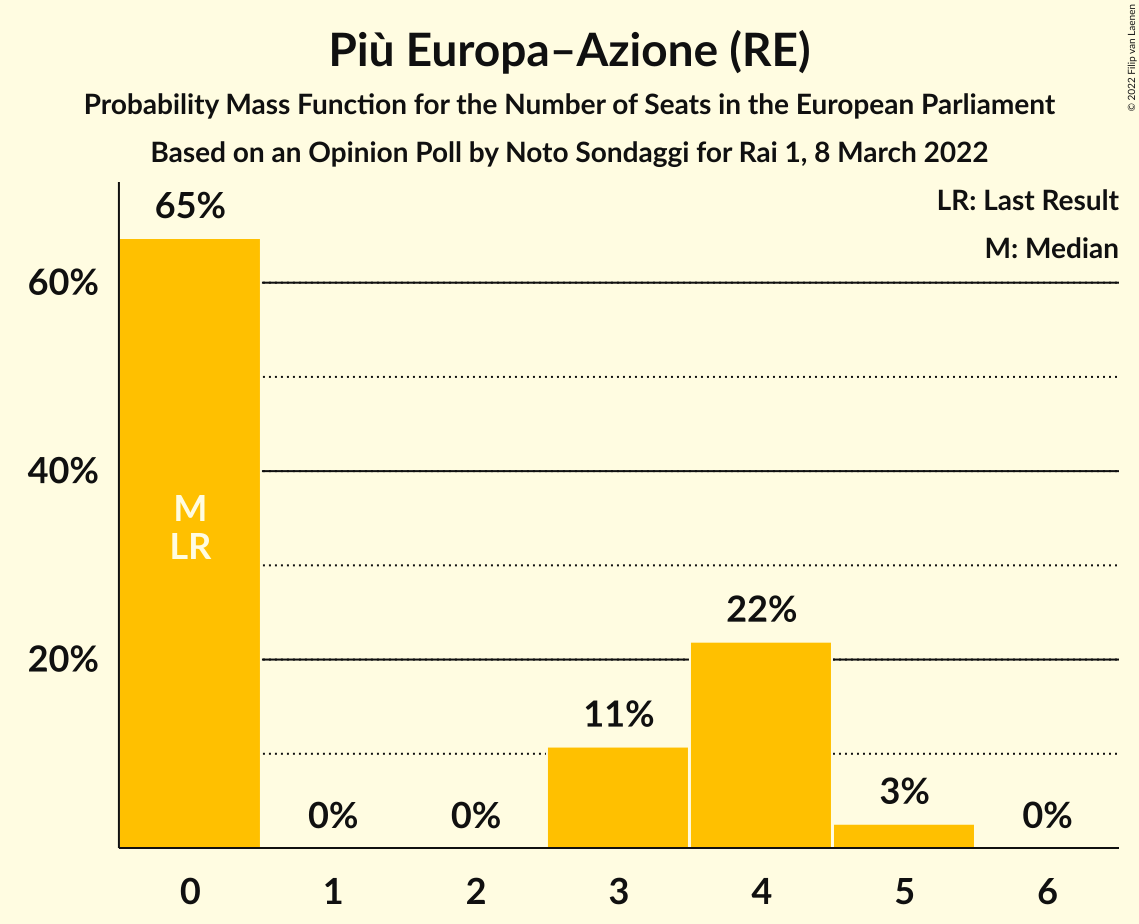 Più Europa–Azione (RE)
Probability Mass Function for the Number of Seats in the European Parliament
Based on an Opinion Poll by Noto Sondaggi for Rai 1, 8 March 2022
© 2022 Filip van Laenen
LR: Last Result
M: Median
65%
60%
40%
M
LR
22%
20%
11%
3%
0%
0%
0%
0
1
2
3
4
5
6